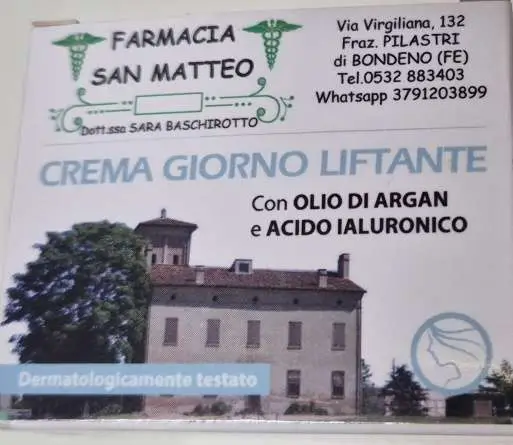 FARMACIA
SAN MATTEO
Dott.ssa SARA BASCHIROTTO
Via Virgiliana, 132
Fraz. PILASTRI
di BONDENO (FE)
Tel.0532 883403
Whatsapp 3791203899
CREMA GIORNO LIFTANTE
Con OLIO DI ARGAN
e ACIDO IALURONICO
Dermatologicamente testato